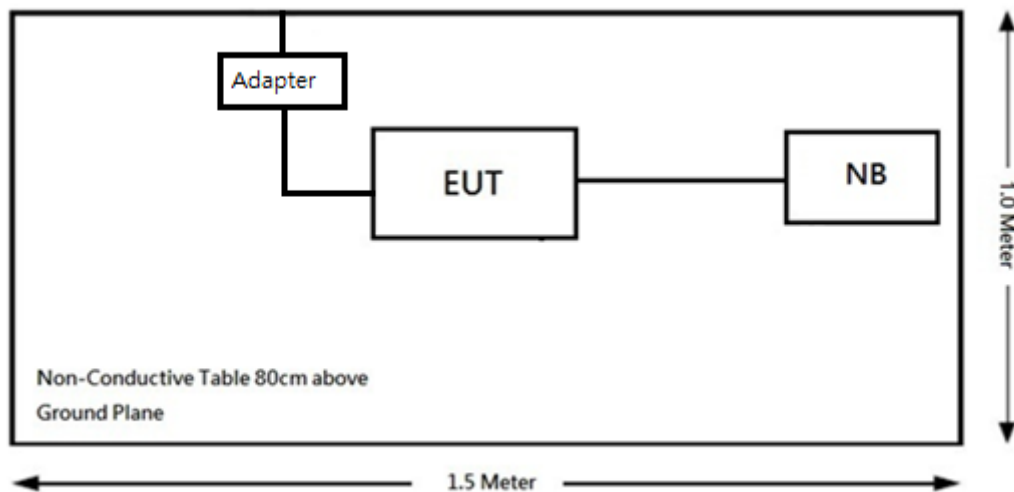 Adapter
EUT
NB
1.0 Meter
Non-Conductive Table 80cm above
Ground Plane
1.5 Meter